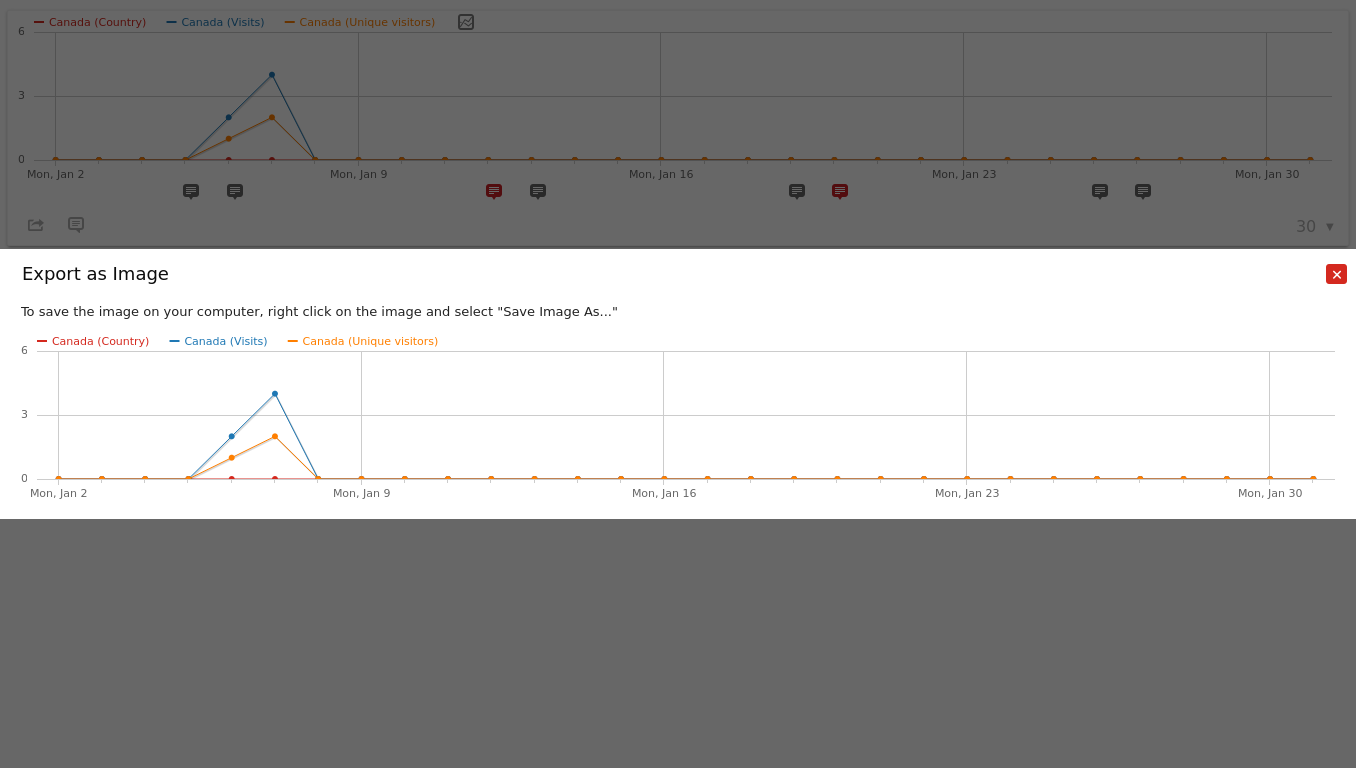 Canada (Country) Canada (Visits) Canada (Unique visitors)
6
3
0
Mon, Jan 2 Mon, Jan 9 Mon, Jan 16 Mon, Jan 23 Mon, Jan 30
30
Export as Image
To save the image on your computer, right click on the image and select "Save Image As..."
Canada (Country) Canada (Visits) Canada (Unique visitors)
6
3
0
Mon, Jan 2 Mon, Jan 9 Mon, Jan 16 Mon, Jan 23 Mon, Jan 30